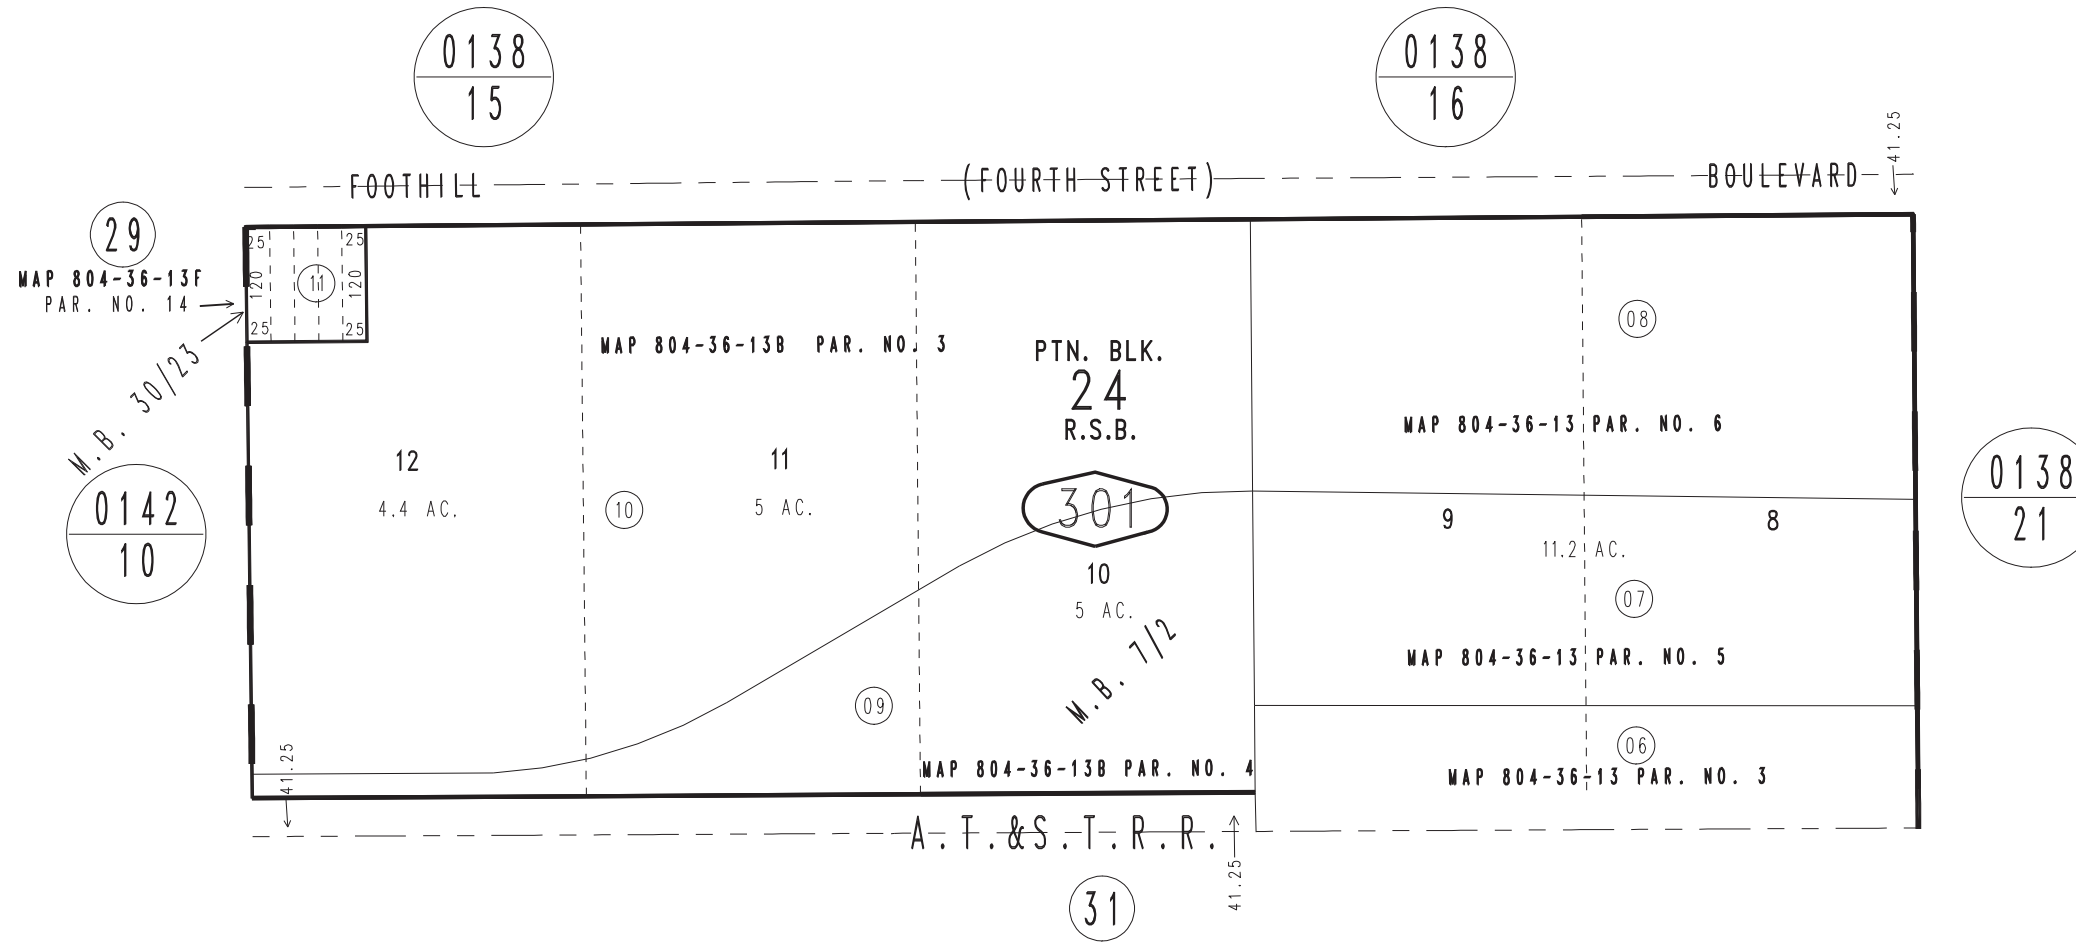 0138
15
0138
16
41.25
FOOTHILL (FOURTH STREET) BOULEVARD
29
MAP 804-36-13F
PAR. NO. 14
M.B. 30/23
25 25
120 11 120
25 25
08
MAP 804-36-13B PAR. NO. 3
PTN. BLK.
24
R.S.B.
MAP 804-36-13 PAR. NO. 6
12
4.4 AC.
10
11
5 AC.
301
10
5 AC.
M.B. 7/2
0142
10
0138
21
9 8
11.2 AC.
07
MAP 804-36-13 PAR. NO. 5
09
06
MAP 804-36-13B PAR. NO. 4
MAP 804-36-13 PAR. NO. 3
41.25
A.T.&S.T.R.R.
41.25
31